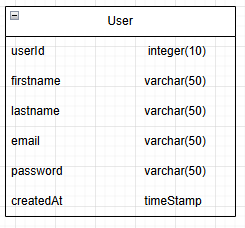 User
userId integer(10)
firstname varchar(50)
lastname varchar(50)
email varchar(50)
password varchar(50)
createdAt timeStamp